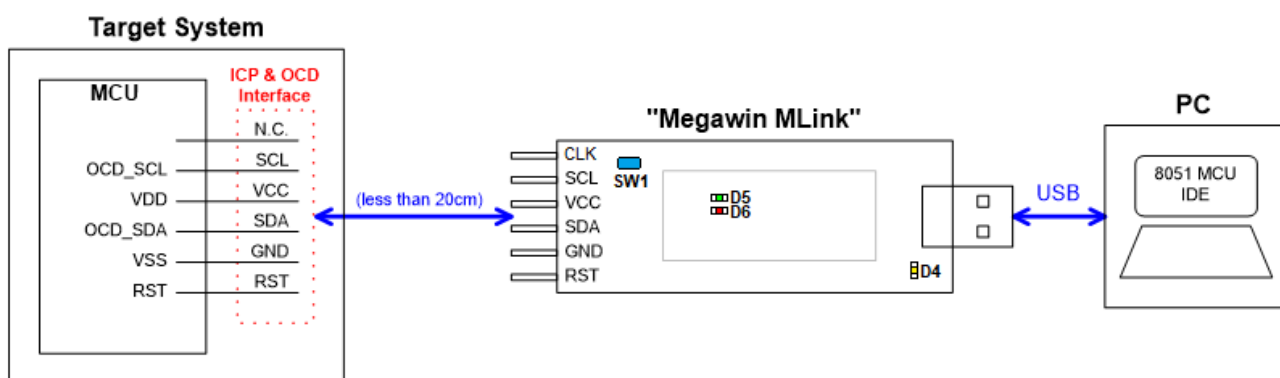 Target System
MCU
ICP & OCD
Interface
N.C.
OCD_SCL
SCL
VDD
VCC
OCD_SDA
SDA
VSS
GND
RST
RST
(less than 20cm)
"Megawin MLink"
CLK
SCL
VCC
SDA
GND
RST
SW1
D5
D6
D4
USB
PC
8051 MCU
IDE